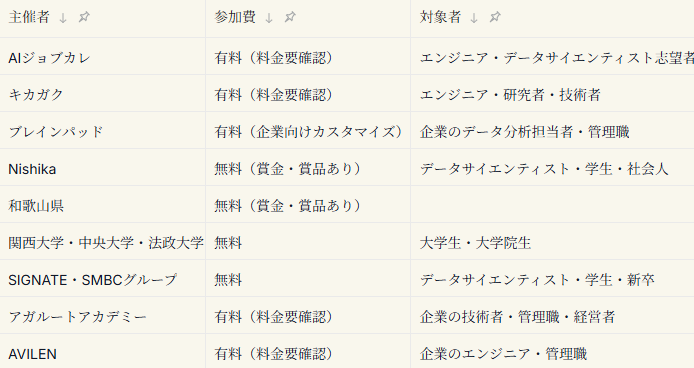 主催者 参加費 対象者
AIジョブカレ 有料（料金要確認） エンジニア・データサイエンティスト志望者
キカガク 有料（料金要確認） エンジニア・研究者・技術者
ブレインパッド 有料（企業向けカスタマイズ） 企業のデータ分析担当者・管理職
Nishika 無料（賞金・賞品あり） データサイエンティスト・学生・社会人
和歌山県 無料（賞金・賞品あり）
関西大学・中央大学・法政大学 無料 大学生・大学院生
SIGNATE・SMBCグループ 無料 データサイエンティスト・学生・新卒
アガルートアカデミー 有料（料金要確認） 企業の技術者・管理職・経営者
AVILEN 有料（料金要確認） 企業のエンジニア・管理職